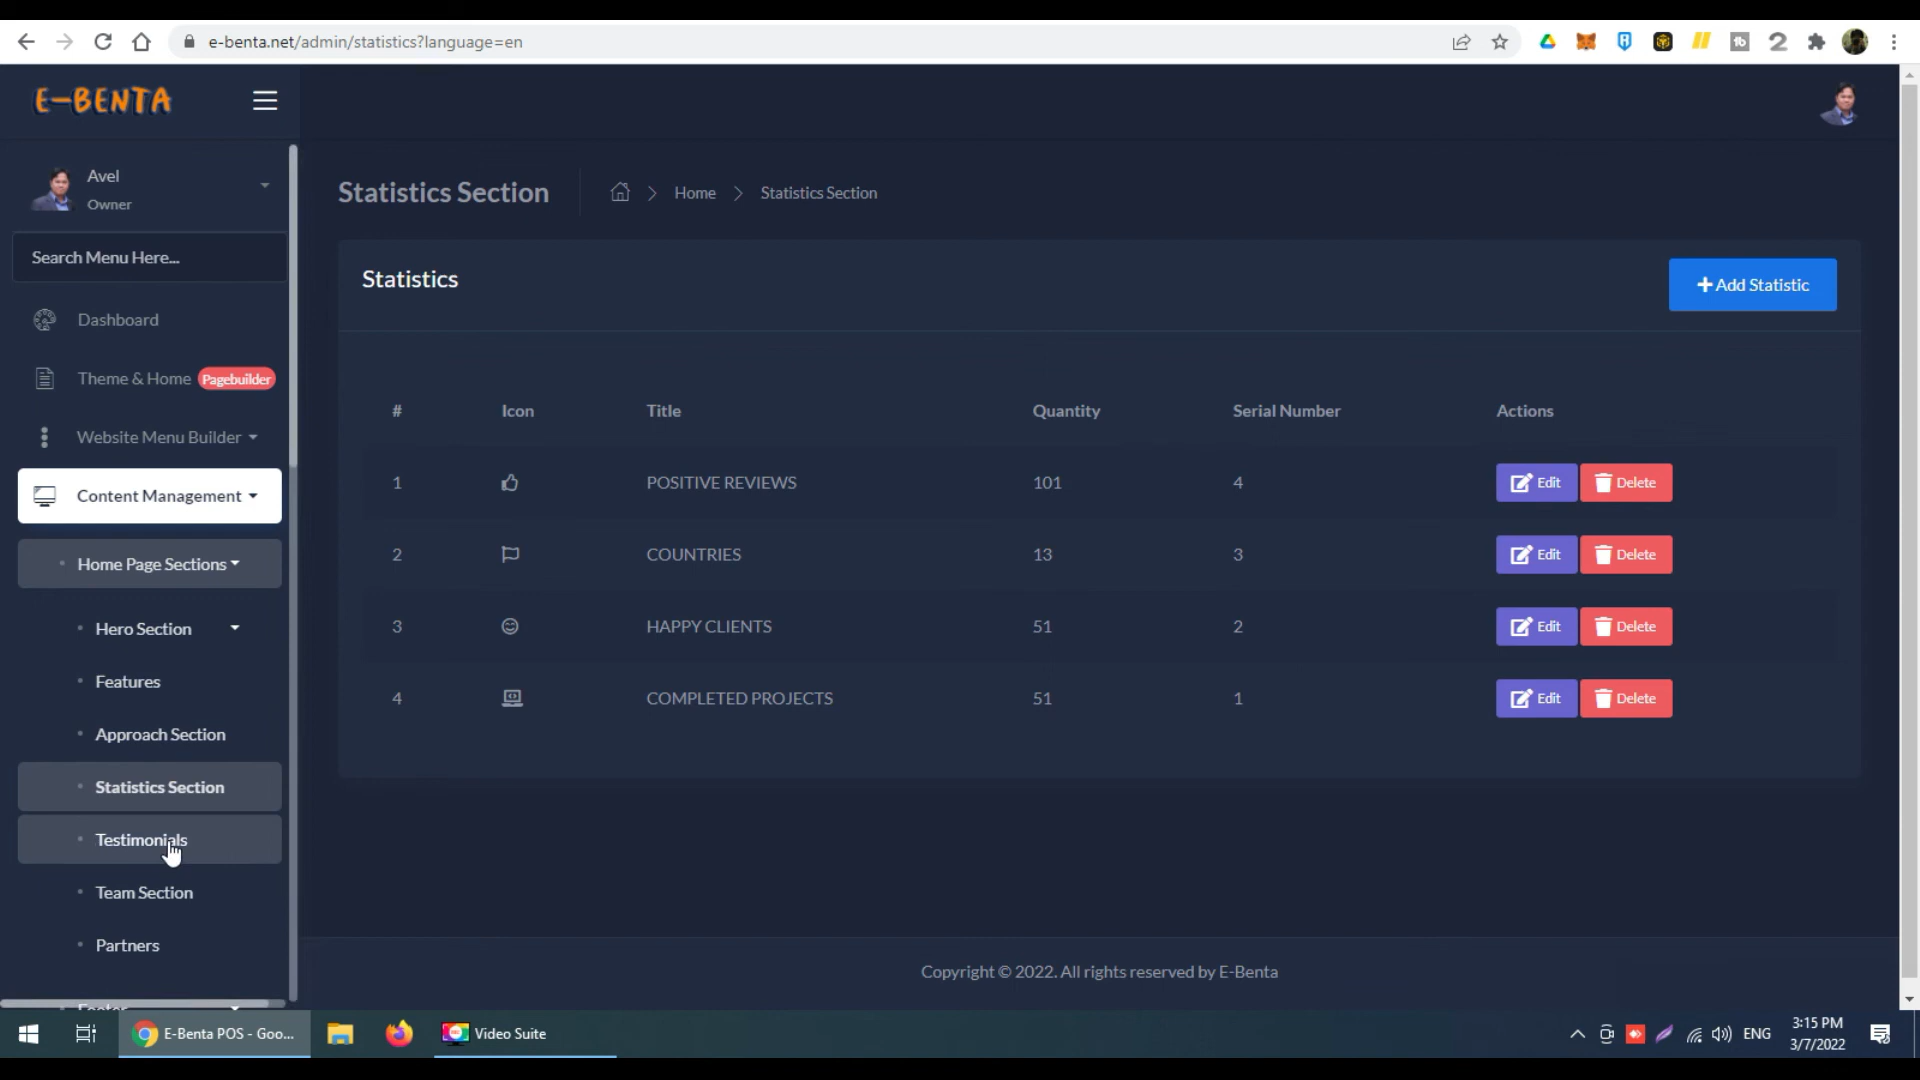 e-benta.net/admin/statistics?language=en
E-BENTA
Avel
Owner
Search Menu Here...
Dashboard
Theme & Home Pagebuilder
Website Menu Builder
Content Management
Home Page Sections
Hero Section
Features
Approach Section
Statistics Section
Testimonials
Team Section
Partners
Footer
Statistics Section
Home
Statistics Section
Statistics
Add Statistic
# Icon Title Quantity Serial Number Actions
1 POSITIVE REVIEWS 101 4 Edit Delete
2 COUNTRIES 13 3 Edit Delete
3 HAPPY CLIENTS 51 2 Edit Delete
4 COMPLETED PROJECTS 51 1 Edit Delete
Copyright © 2022. All rights reserved by E-Benta
E-Benta POS - Goo...
Video Suite
ENG
3:15 PM
3/7/2022